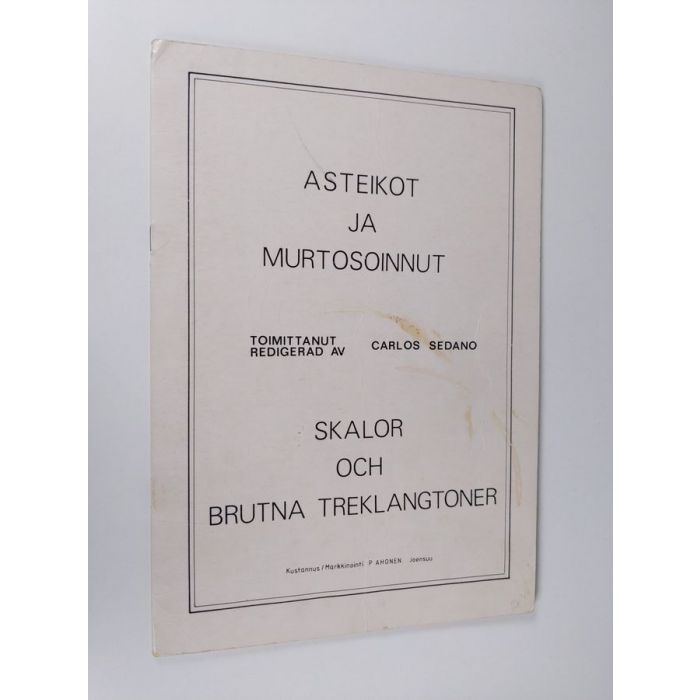 ASTEIKOT
JA
MURTOSOINNUT
TOIMITTANUT
REDIGERAD AV CARLOS SEDANO
SKALOR
OCH
BRUTNA TREKLANGTONER
Kustannus/Markkinointi P AHONEN Joensuu